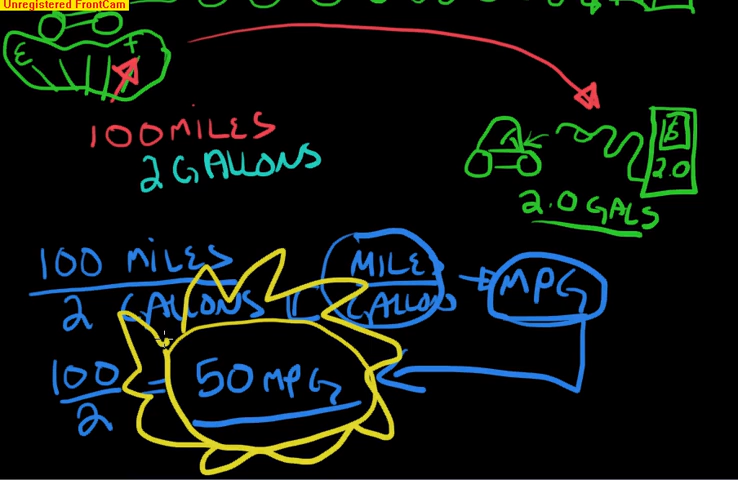 Unregistered FrontCam
E F
100 MILES
2 GALLONS
$
2.0
2.0 GALS
100 MILES
2 GALLONS
MILES
GALLON
MPG
100
2
= 50 MPG